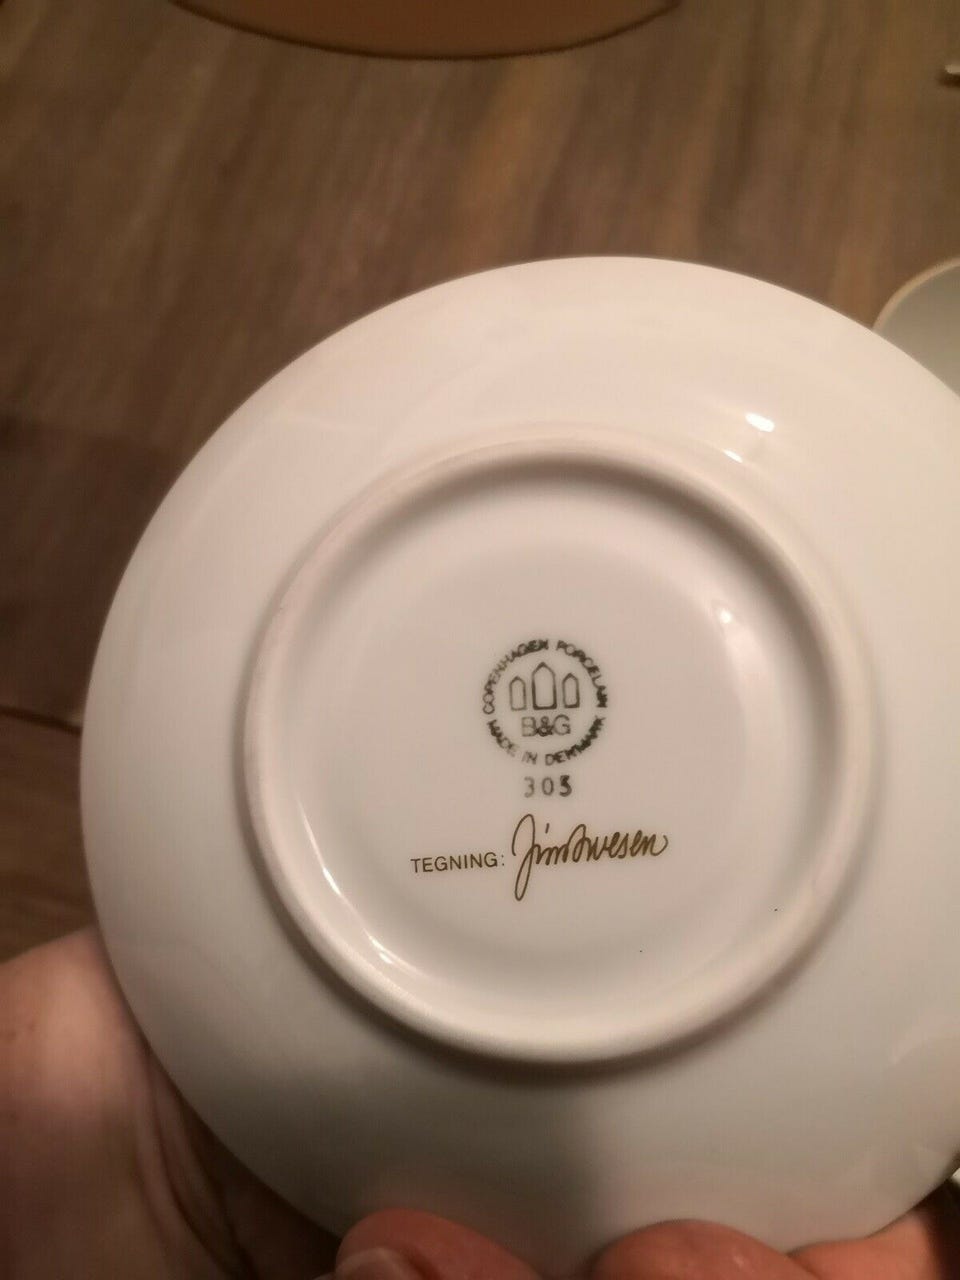 COPENHAGEN PORCELAIN
B&G
MADE IN DENMARK
305
TEGNING: